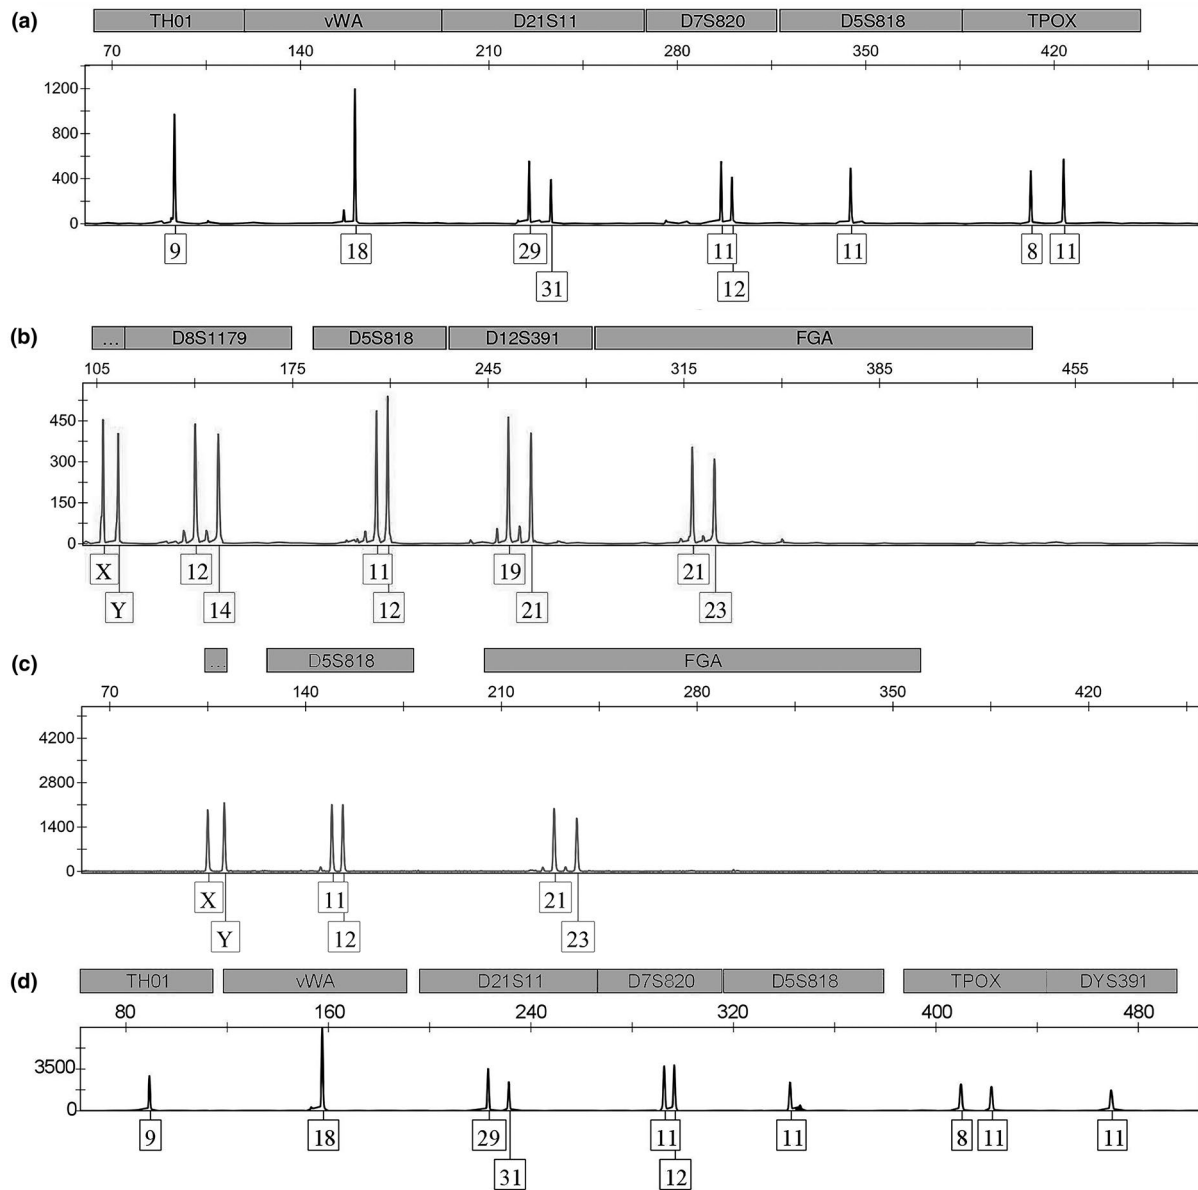 (a) TH01 vWA D21S11 D7S820 D5S818 TPOX
70 140 210 280 350 420
1200
800
400
0
9 18 29 11 11 8 11
31 12
(b) ... D8S1179 D5S818 D12S391 FGA
105 175 245 315 385 455
450
300
150
0
X 12 11 19 21
Y 14 12 21 23
(c) ... D5S818 FGA
70 140 210 280 350 420
4200
2800
1400
0
X 11 21
Y 12 23
(d) TH01 vWA D21S11 D7S820 D5S818 TPOX DYS391
80 160 240 320 400 480
3500
0
9 18 29 11 11 8 11 11
31 12